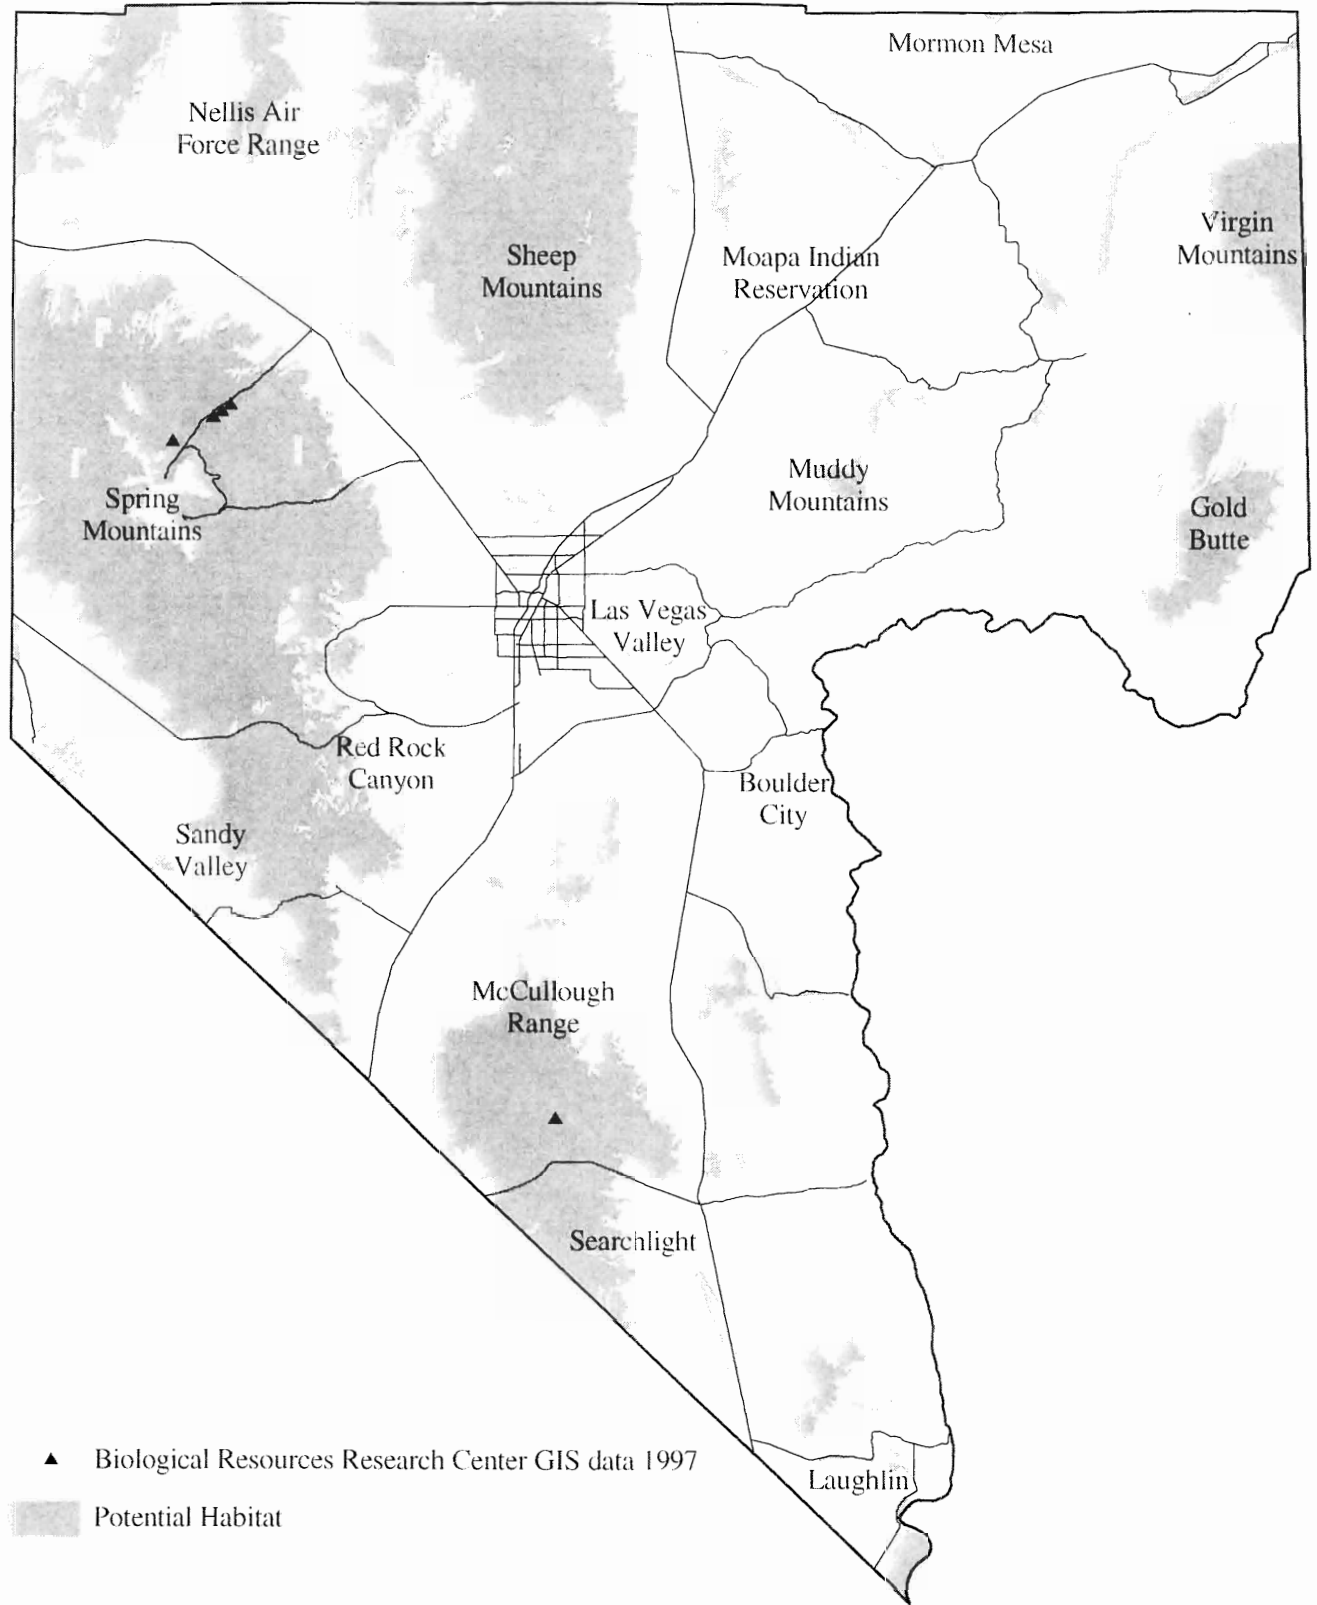 Mormon Mesa
Nellis Air
Force Range
Virgin
Mountains
Sheep
Mountains
Moapa Indian
Reservation
Muddy
Mountains
Spring
Mountains
Gold
Butte
Las Vegas
Valley
Red Rock
Canyon
Boulder
City
Sandy
Valley
McCullough
Range
Searchlight
Biological Resources Research Center GIS data 1997
Laughlin
Potential Habitat